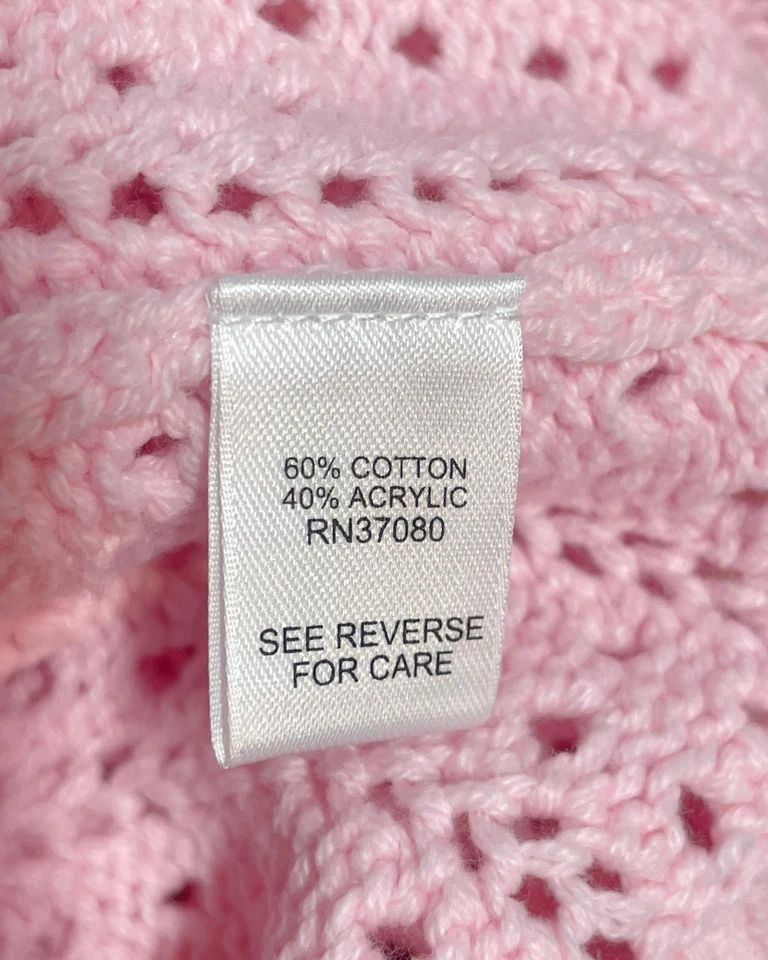 60% COTTON
40% ACRYLIC
RN37080
SEE REVERSE
FOR CARE